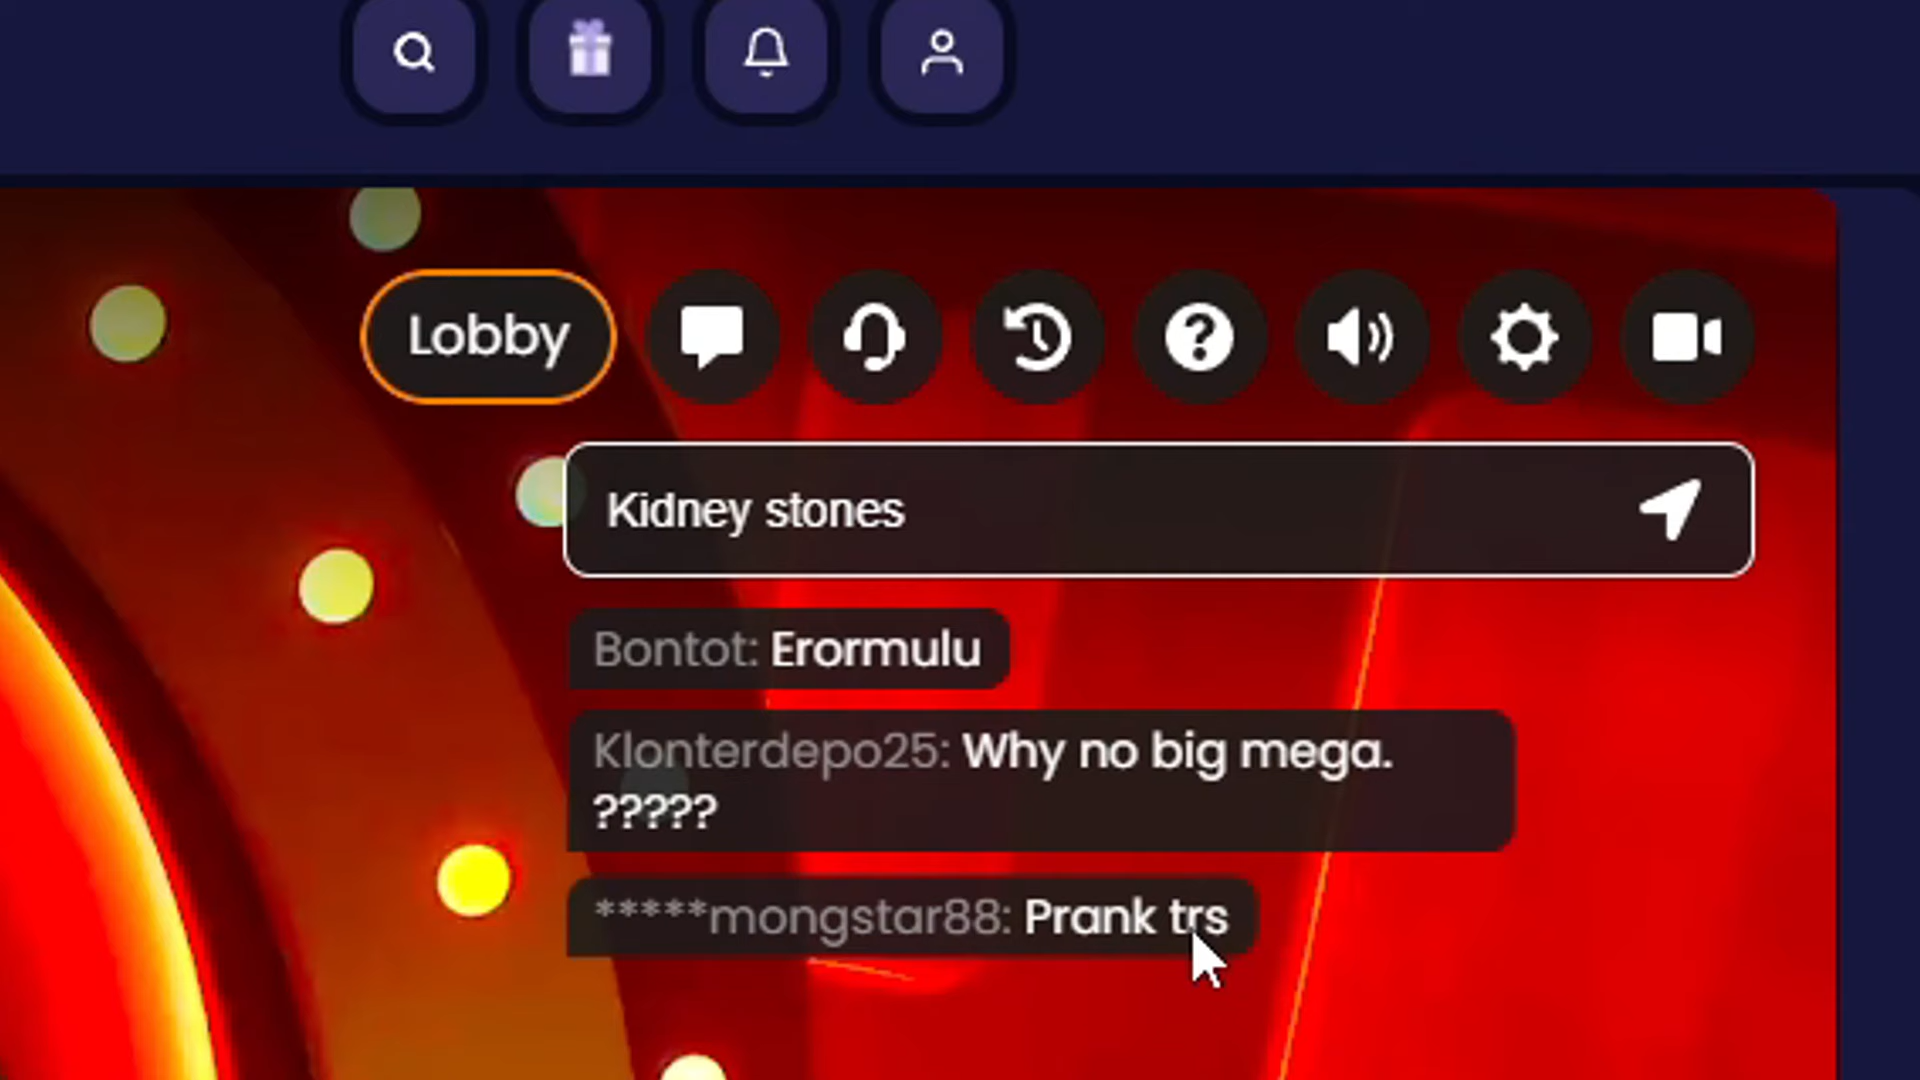 Lobby
Kidney stones
Bontot: Erormulu
Klonterdepo25: Why no big mega.
?????
*****mongstar88: Prank trs